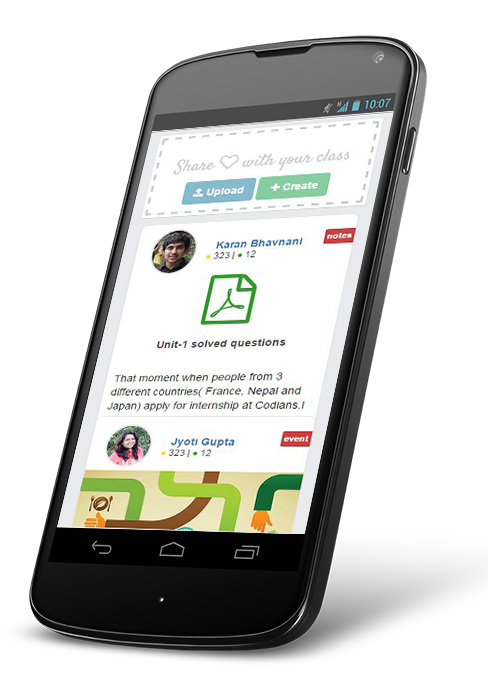 10:07
Share ♡ with your class
Upload
Create
Karan Bhavnani
notes
323 | 12
Unit-1 solved questions
That moment when people from 3
different countries( France, Nepal and
Japan) apply for internship at Codians.I
Jyoti Gupta
event
323 | 12